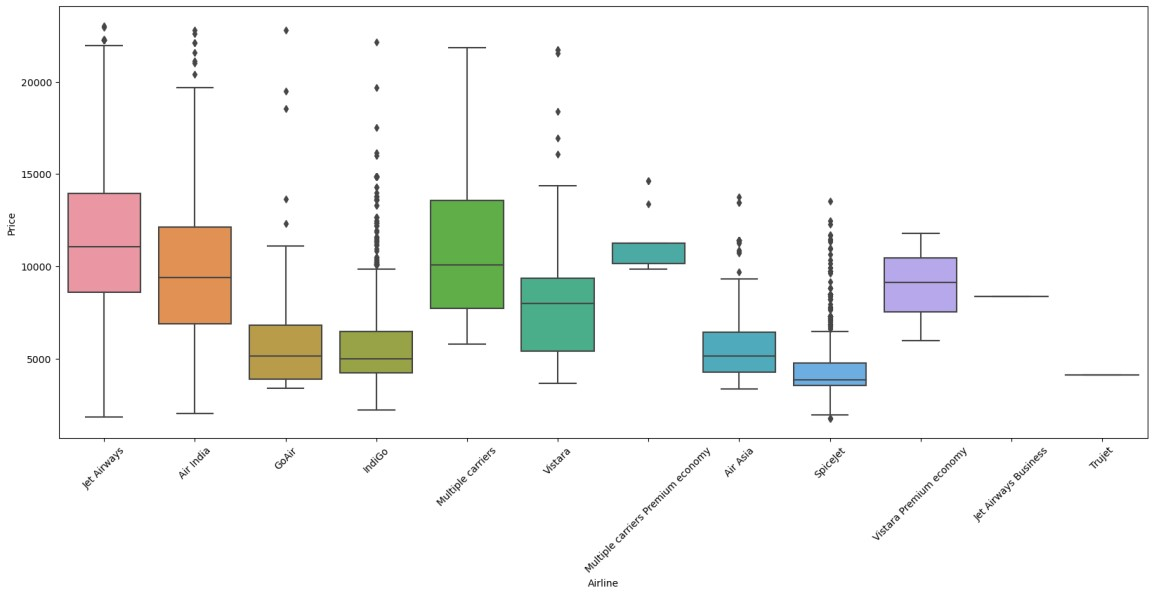 20000
15000
10000
5000
Price
Jet Airways
Air India
GoAir
IndiGo
Multiple carriers
Vistara
Multiple carriers Premium economy
Air Asia
SpiceJet
Vistara Premium economy
Jet Airways Business
Trujet
Airline